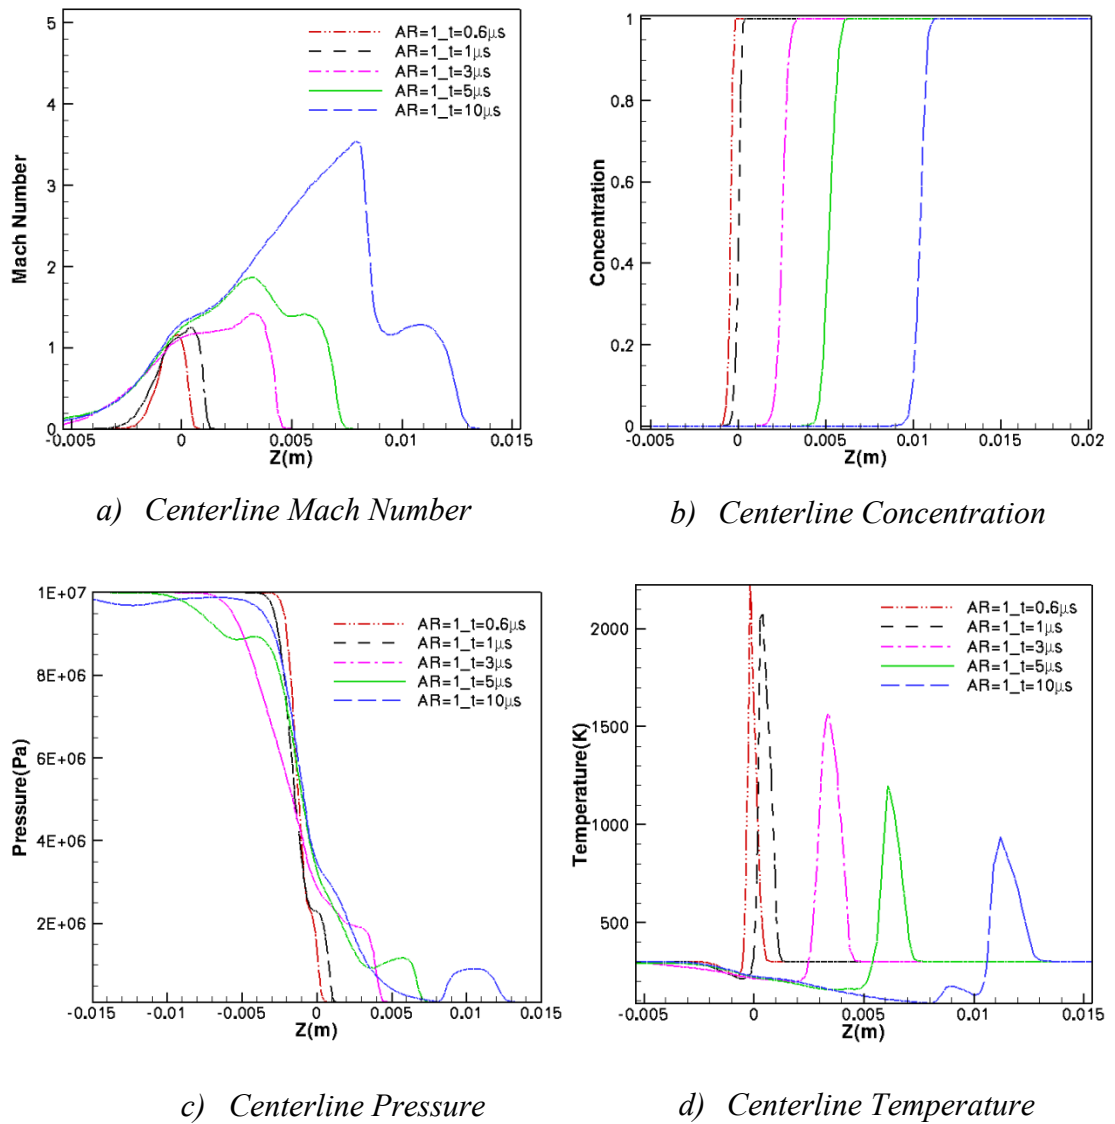 5
4
3
2
1
0
Mach Number
-0.005
0
0.005
0.01
0.015
Z(m)
AR=1_t=0.6μs
AR=1_t=1μs
AR=1_t=3μs
AR=1_t=5μs
AR=1_t=10μs
a) Centerline Mach Number
1
0.8
0.6
0.4
0.2
0
Concentration
-0.005
0
0.005
0.01
0.015
0.02
Z(m)
b) Centerline Concentration
1E+07
8E+06
6E+06
4E+06
2E+06
Pressure(Pa)
-0.015
-0.01
-0.005
0
0.005
0.01
0.015
Z(m)
AR=1_t=0.6μs
AR=1_t=1μs
AR=1_t=3μs
AR=1_t=5μs
AR=1_t=10μs
c) Centerline Pressure
2000
1500
1000
500
Temperature(K)
-0.005
0
0.005
0.01
0.015
Z(m)
AR=1_t=0.6μs
AR=1_t=1μs
AR=1_t=3μs
AR=1_t=5μs
AR=1_t=10μs
d) Centerline Temperature